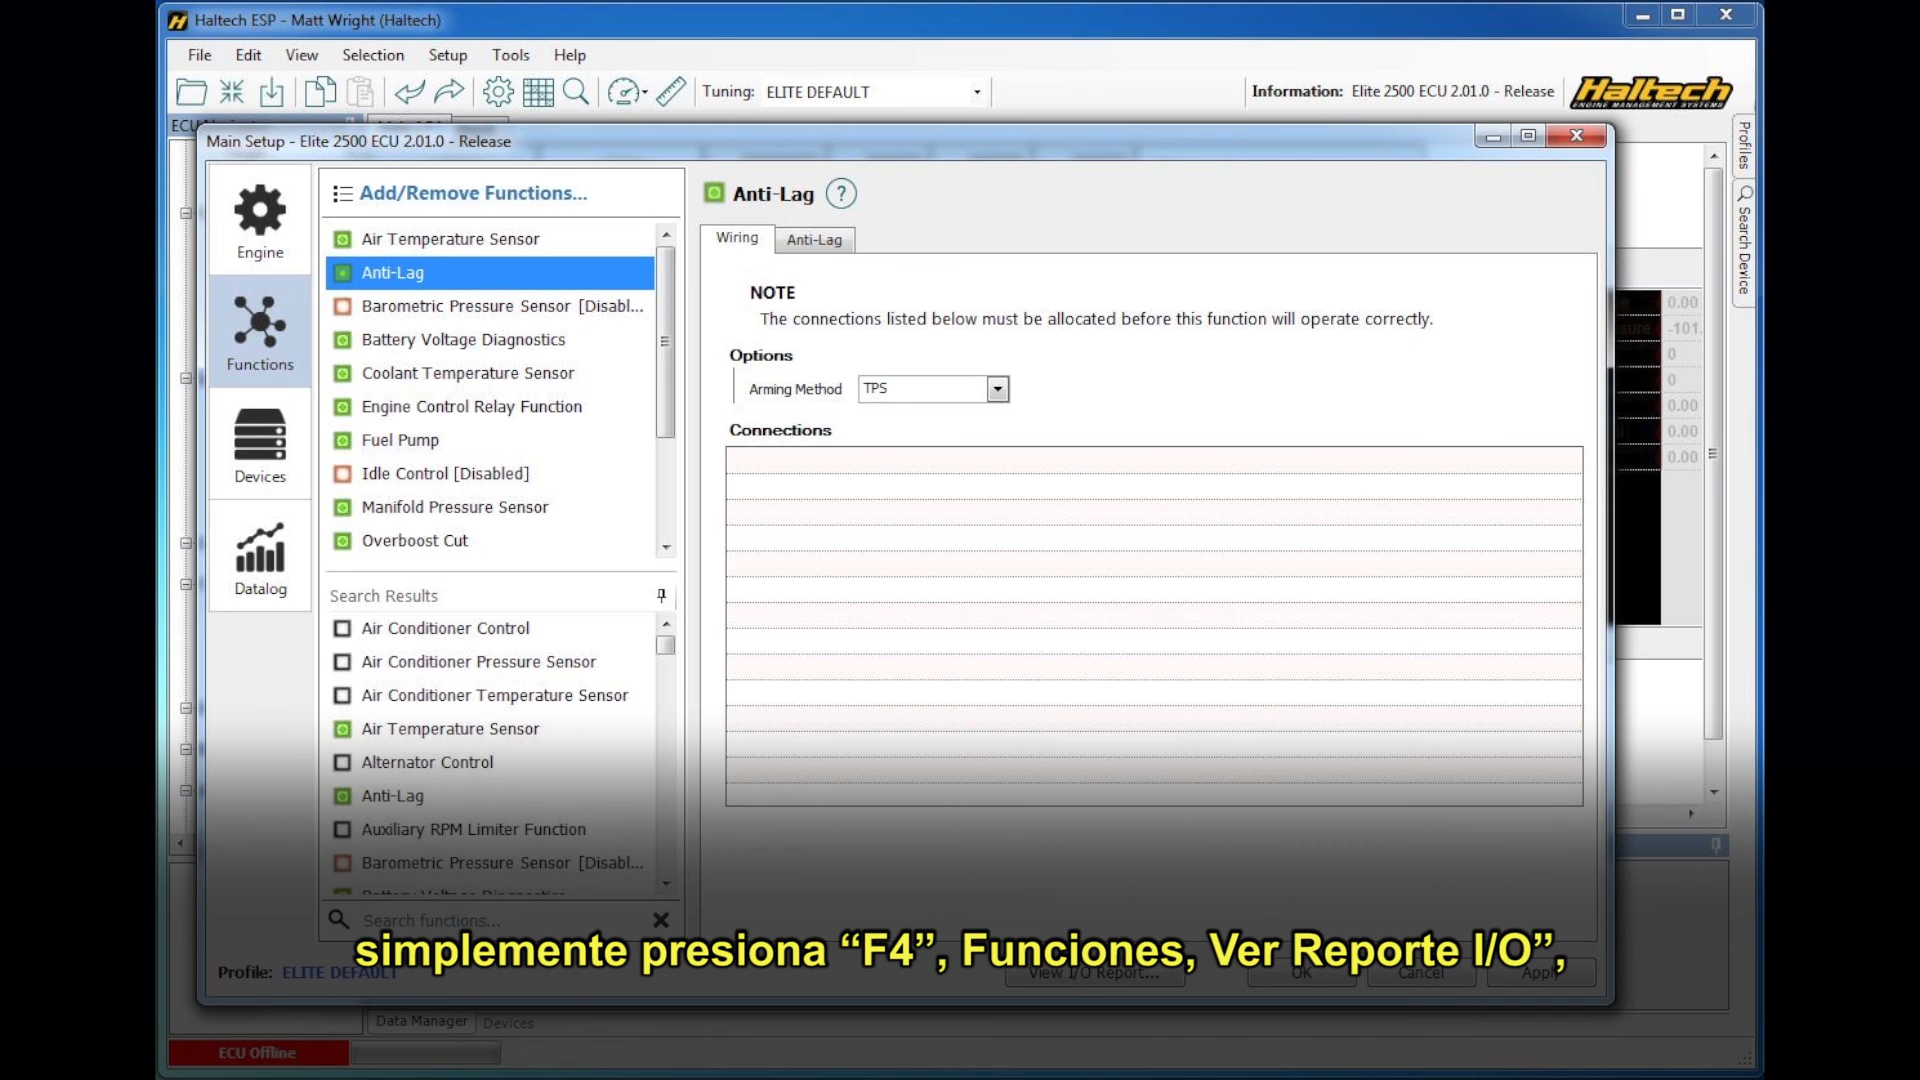 Haltech ESP - Matt Wright (Haltech)
File Edit View Selection Setup Tools Help
Tuning: ELITE DEFAULT
Information: Elite 2500 ECU 2.01.0 - Release
Haltech
ENGINE MANAGEMENT SYSTEMS
Main Setup - Elite 2500 ECU 2.01.0 - Release
Profiles
Search Device
Engine
Functions
Devices
Datalog
Add/Remove Functions...
Air Temperature Sensor
Anti-Lag
Barometric Pressure Sensor [Disabl...
Battery Voltage Diagnostics
Coolant Temperature Sensor
Engine Control Relay Function
Fuel Pump
Idle Control [Disabled]
Manifold Pressure Sensor
Overboost Cut
Search Results
Air Conditioner Control
Air Conditioner Pressure Sensor
Air Conditioner Temperature Sensor
Air Temperature Sensor
Alternator Control
Anti-Lag
Auxiliary RPM Limiter Function
Barometric Pressure Sensor [Disabl...
Search functions...
Anti-Lag ?
Wiring Anti-Lag
NOTE
The connections listed below must be allocated before this function will operate correctly.
Options
Arming Method TPS
Connections
0.00
-101.
0
0
0.00
0.00
0.00
simplemente presiona “F4”, Funciones, Ver Reporte I/O”,
Profile: ELITE DEFAULT
View I/O Report... OK Cancel Apply
Data Manager Devices
ECU Offline